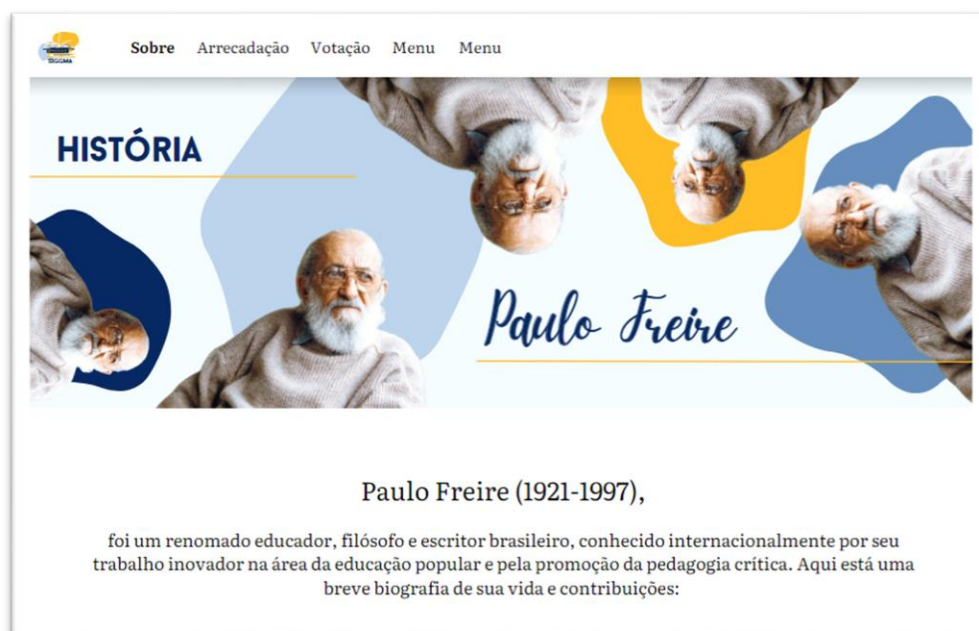 Sobre Arrecadação Votação Menu Menu
HISTÓRIA
Paulo Freire
Paulo Freire (1921-1997),
foi um renomado educador, filósofo e escritor brasileiro, conhecido internacionalmente por seu
trabalho inovador na área da educação popular e pela promoção da pedagogia crítica. Aqui está uma
breve biografia de sua vida e contribuições: